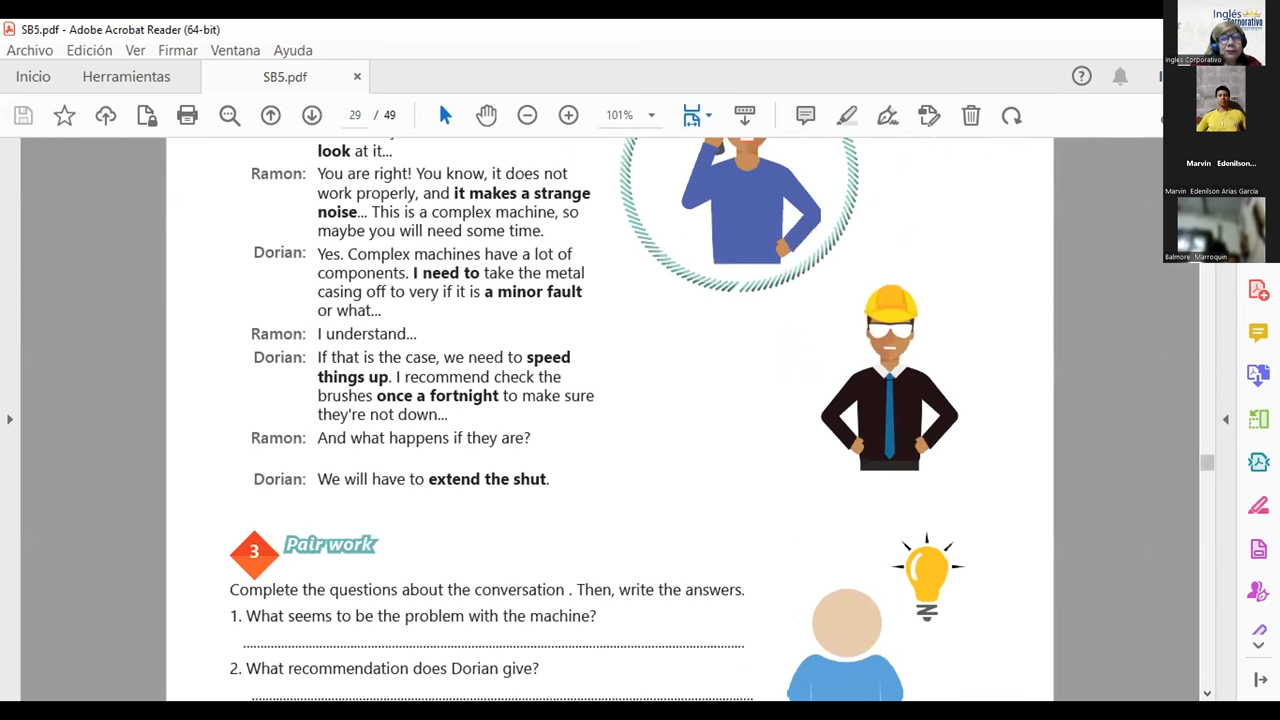 SB5.pdf - Adobe Acrobat Reader (64-bit)
Archivo Edición Ver Firmar Ventana Ayuda
Inicio Herramientas SB5.pdf
29 / 49 101%
look at it...
Ramon: You are right! You know, it does not
work properly, and it makes a strange
noise... This is a complex machine, so
maybe you will need some time.
Dorian: Yes. Complex machines have a lot of
components. I need to take the metal
casing off to very if it is a minor fault
or what...
Ramon: I understand...
Dorian: If that is the case, we need to speed
things up. I recommend check the
brushes once a fortnight to make sure
they're not down...
Ramon: And what happens if they are?
Dorian: We will have to extend the shut.
3 Pair work
Complete the questions about the conversation . Then, write the answers.
1. What seems to be the problem with the machine?
2. What recommendation does Dorian give?
Inglés
Corporativo
Ingles Corporativo
Marvin Edenilson...
Marvin Edenilson Arias García
Balmore Marroquin